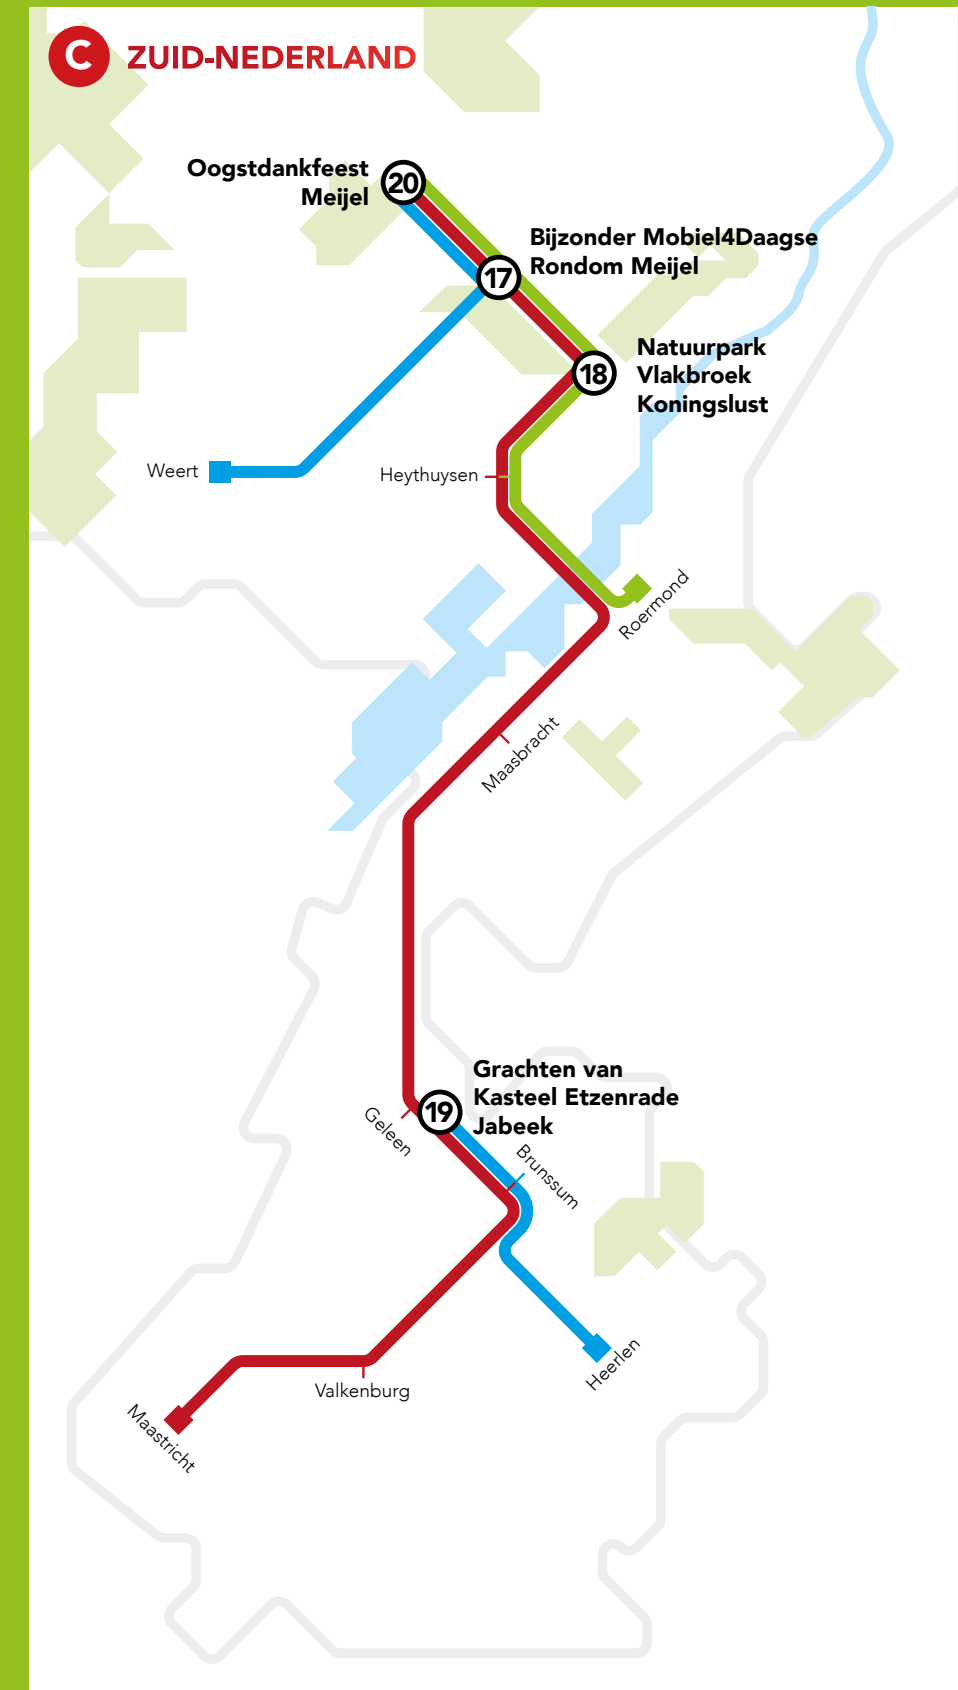 C ZUID-NEDERLAND
Oogstdankfeest
Meijel
20
Bijzonder Mobiel4Daagse
Rondom Meijel
17
Natuurpark
Vlakbroek
Koningslust
18
Weert
Heythuysen
Roermond
Maasbracht
Grachten van
Kasteel Etzenrade
Jabeek
19
Geleen
Brunssum
Heerlen
Valkenburg
Maastricht